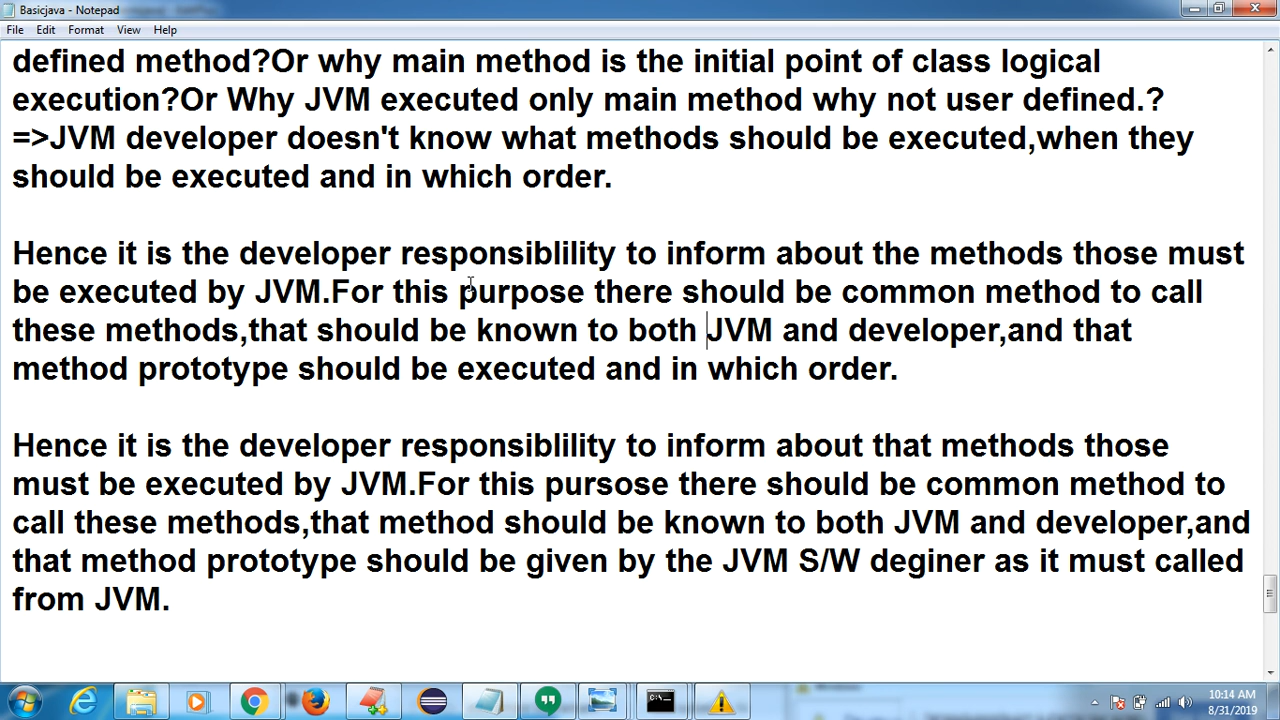 Basicjava - Notepad
File Edit Format View Help
defined method?Or why main method is the initial point of class logical
execution?Or Why JVM executed only main method why not user defined.?
=>JVM developer doesn't know what methods should be executed,when they
should be executed and in which order.
Hence it is the developer responsiblility to inform about the methods those must
be executed by JVM.For this purpose there should be common method to call
these methods,that should be known to both JVM and developer,and that
method prototype should be executed and in which order.
Hence it is the developer responsiblility to inform about that methods those
must be executed by JVM.For this pursose there should be common method to
call these methods,that method should be known to both JVM and developer,and
that method prototype should be given by the JVM S/W deginer as it must called
from JVM.
10:14 AM
8/31/2019